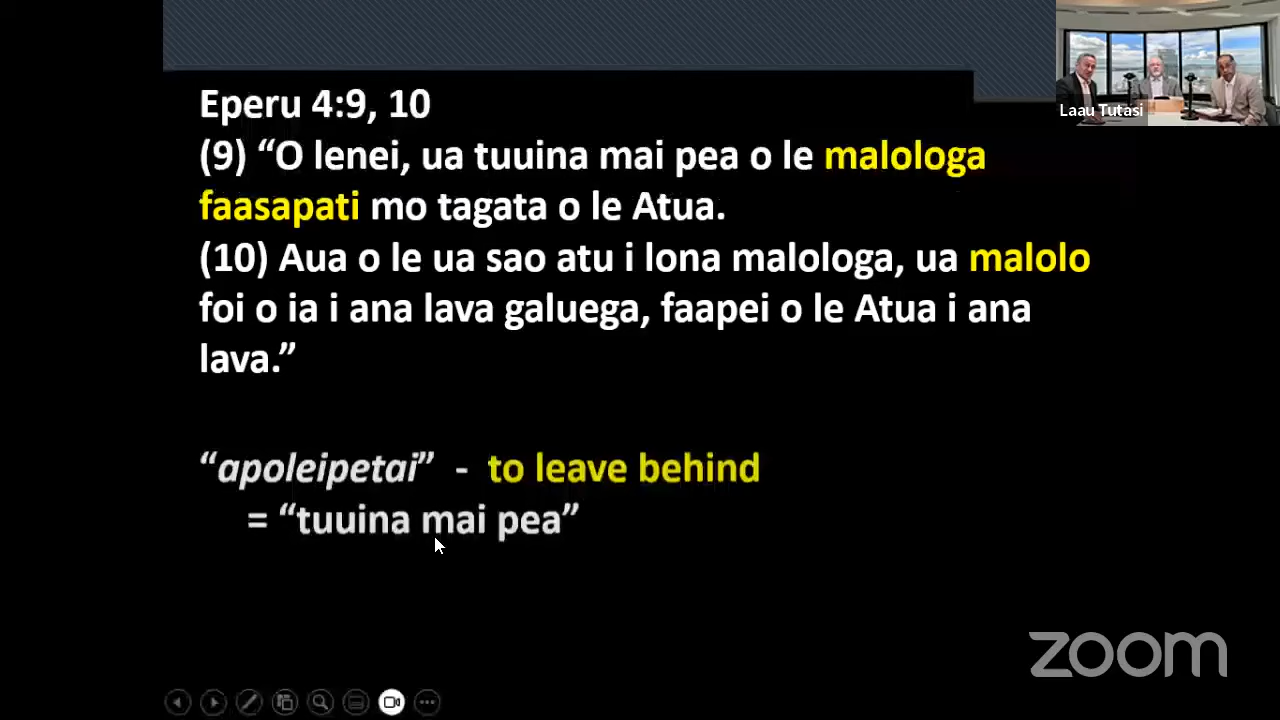 Laau Tutasi
Eperu 4:9, 10
(9) “O lenei, ua tuuina mai pea o le malologa
faasapati mo tagata o le Atua.
(10) Aua o le ua sao atu i lona malologa, ua malolo
foi o ia i ana lava galuega, faapei o le Atua i ana
lava.”
“apoleipetai” - to leave behind
= “tuuina mai pea”
zoom